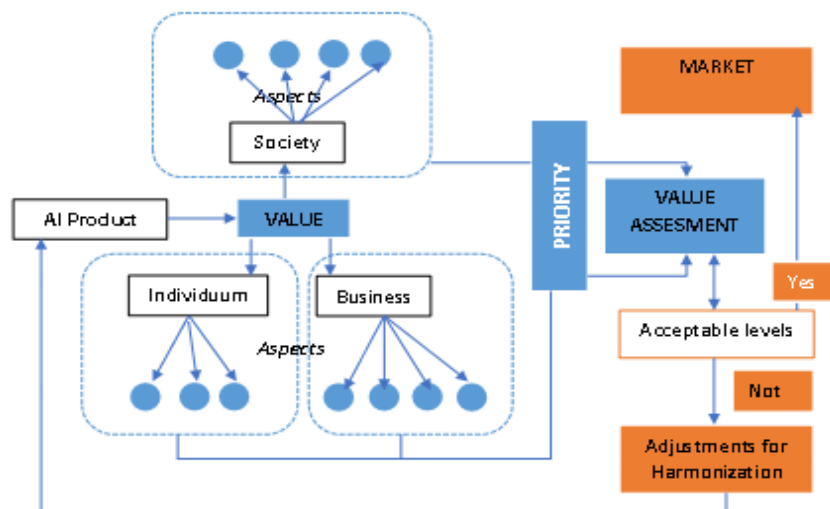 MARKET
Aspects
Society
PRIORITY
VALUE
ASSESMENT
AI Product
VALUE
Individuum
Business
Yes
Acceptable levels
Aspects
Not
Adjustments for
Harmonization